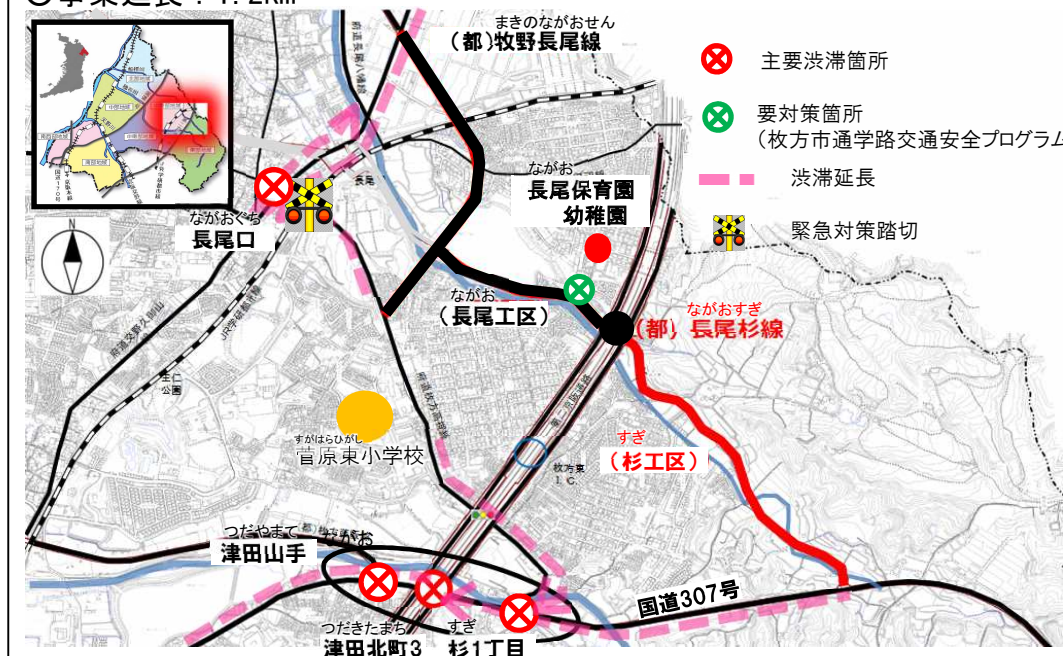 ○事業延長：1.2km
まきのながおせん
（都）牧野長尾線
主要渋滞箇所
要対策箇所
（枚方市通学路交通安全プログラム
渋滞延長
緊急対策踏切
ながお
長尾保育園
幼稚園
ながおぐち
長尾口
長尾
N
ながお
（長尾工区）
ながおすぎ
（都）長尾杉線
第二京阪道路
すぎ
（杉工区）
枚方東
I.C.
すがはらひがし
菅原東小学校
つだやまて
津田山手
ながお
国道307号
つだきたまち
津田北町3
すぎ
杉1丁目